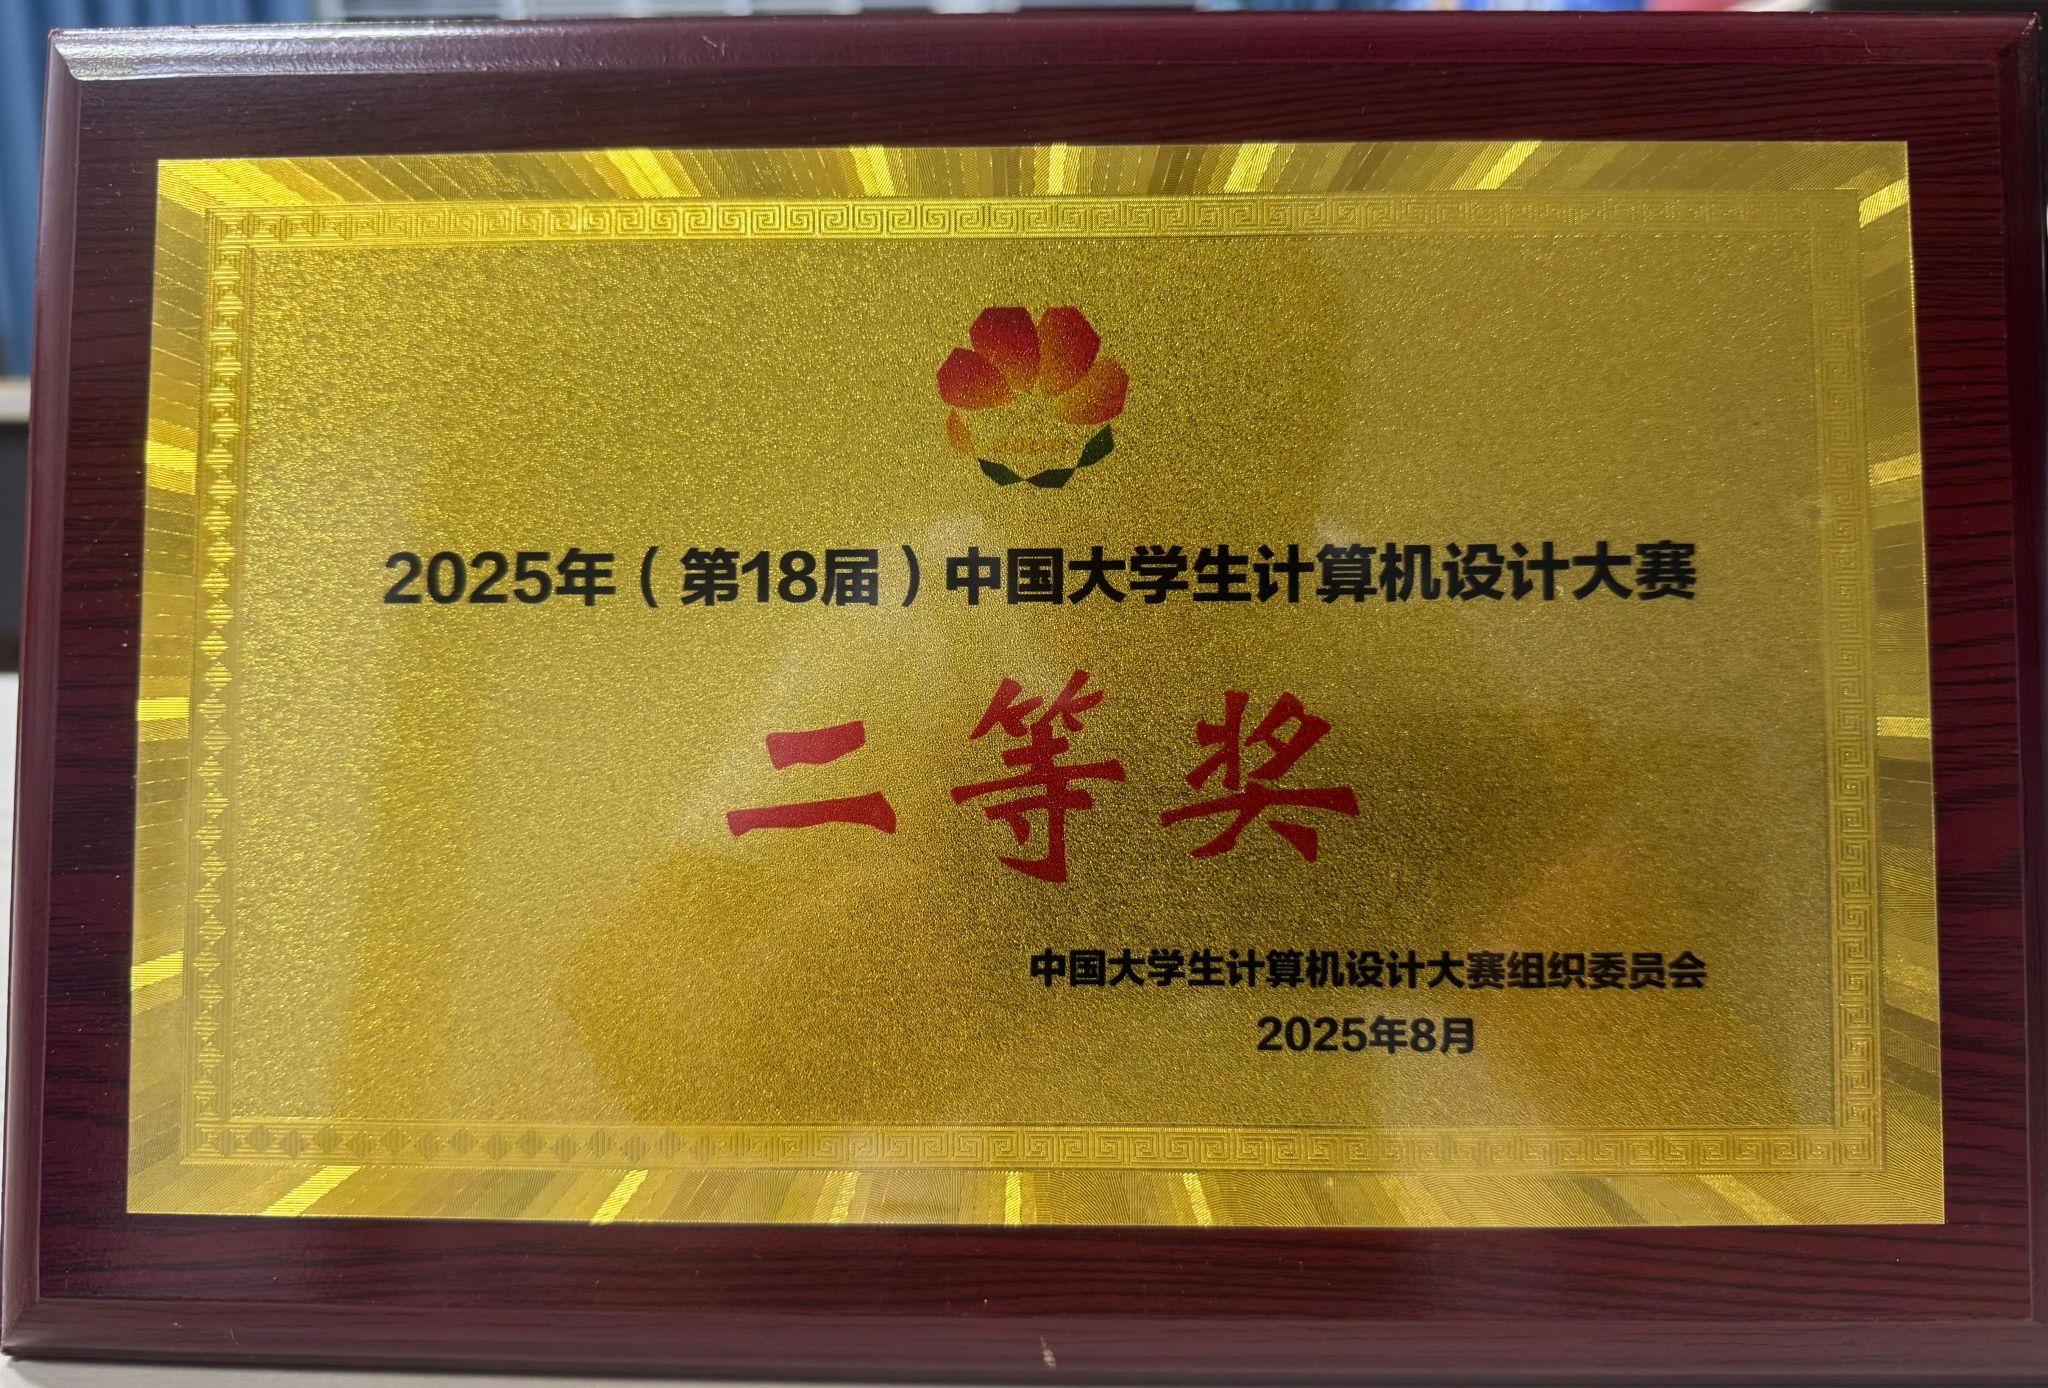 2025年（第18届）中国大学生计算机设计大赛
二等奖
中国大学生计算机设计大赛组织委员会
2025年8月